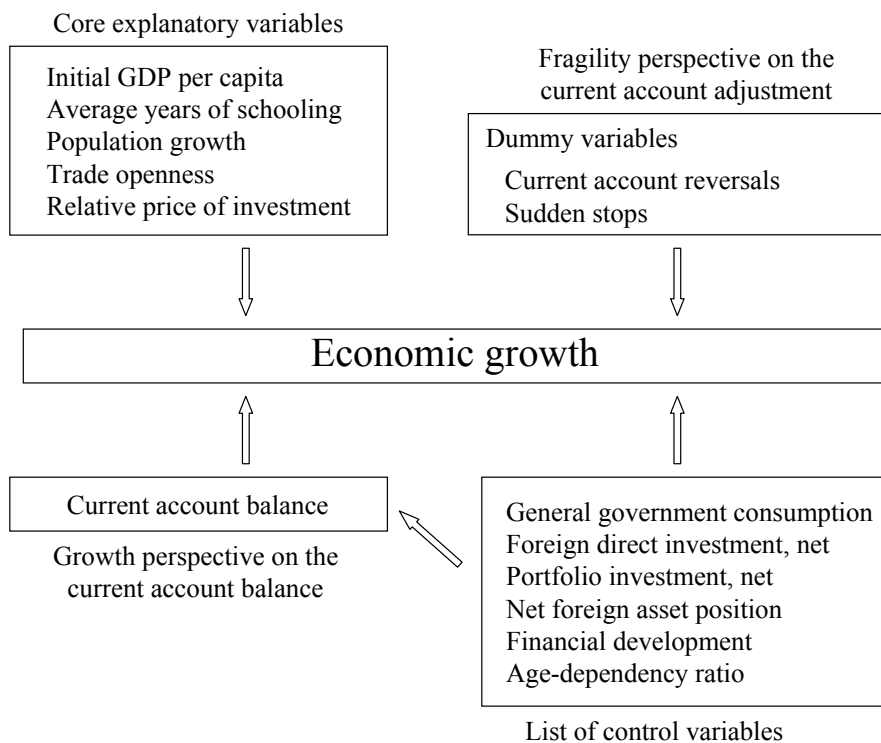 Core explanatory variables
Initial GDP per capita
Average years of schooling
Population growth
Trade openness
Relative price of investment
Fragility perspective on the
current account adjustment
Dummy variables
Current account reversals
Sudden stops
Economic growth
Current account balance
Growth perspective on the
current account balance
General government consumption
Foreign direct investment, net
Portfolio investment, net
Net foreign asset position
Financial development
Age-dependency ratio
List of control variables